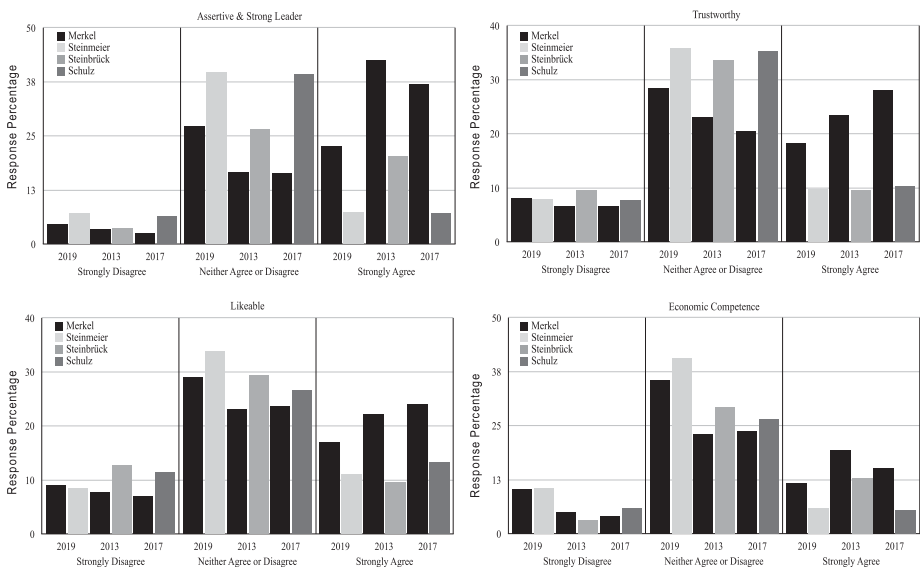 Assertive & Strong Leader
Response Percentage
50
38
25
13
0
Merkel
Steinmeier
Steinbrück
Schulz
2019 2013 2017 2019 2013 2017 2019 2013 2017
Strongly Disagree Neither Agree or Disagree Strongly Agree
Trustworthy
Response Percentage
40
30
20
10
0
Merkel
Steinmeier
Steinbrück
Schulz
2019 2013 2017 2019 2013 2017 2019 2013 2017
Strongly Disagree Neither Agree or Disagree Strongly Agree
Likeable
Response Percentage
40
30
20
10
0
Merkel
Steinmeier
Steinbrück
Schulz
2019 2013 2017 2019 2013 2017 2019 2013 2017
Strongly Disagree Neither Agree or Disagree Strongly Agree
Economic Competence
Response Percentage
50
38
25
13
0
Merkel
Steinmeier
Steinbrück
Schulz
2019 2013 2017 2019 2013 2017 2019 2013 2017
Strongly Disagree Neither Agree or Disagree Strongly Agree